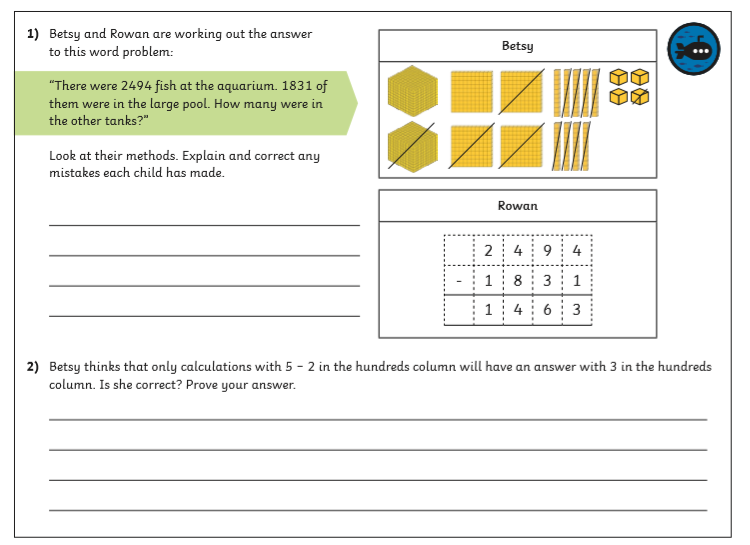 1) Betsy and Rowan are working out the answer
to this word problem:
“There were 2494 fish at the aquarium. 1831 of
them were in the large pool. How many were in
the other tanks?”
Look at their methods. Explain and correct any
mistakes each child has made.
Betsy
Rowan
2 4 9 4
- 1 8 3 1
1 4 6 3
2) Betsy thinks that only calculations with 5 − 2 in the hundreds column will have an answer with 3 in the hundreds
column. Is she correct? Prove your answer.